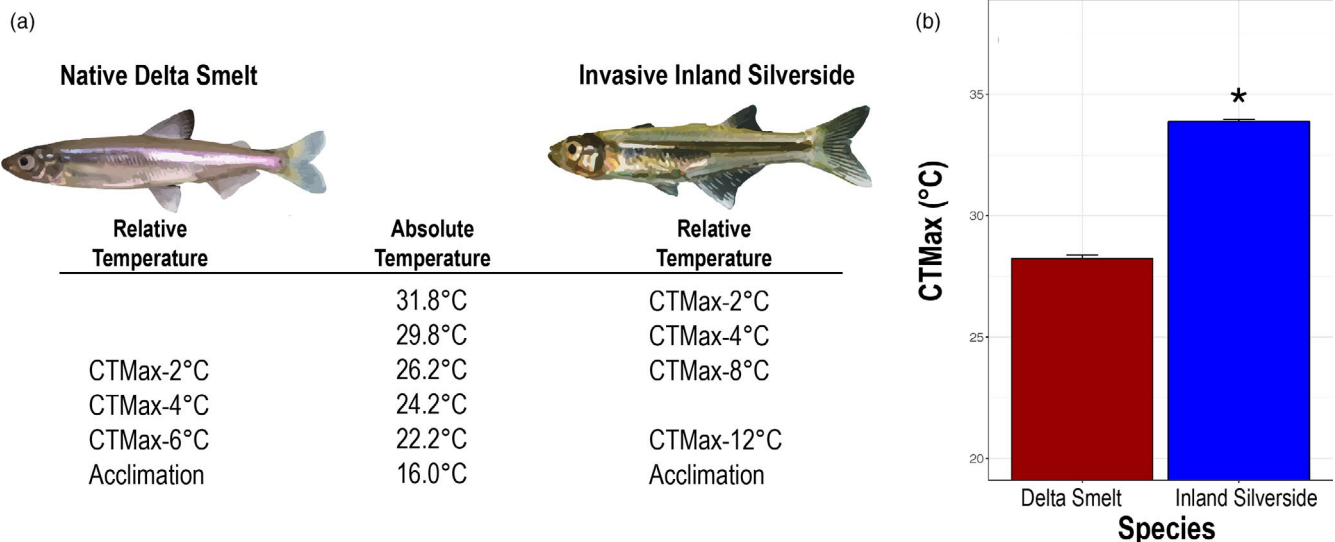 (a)
Native Delta Smelt
Invasive Inland Silverside
Relative Temperature
Absolute Temperature
Relative Temperature
31.8°C CTMax-2°C
29.8°C CTMax-4°C
CTMax-2°C 26.2°C CTMax-8°C
CTMax-4°C 24.2°C
CTMax-6°C 22.2°C CTMax-12°C
Acclimation 16.0°C Acclimation
(b)
CTMax (°C)
35
30
25
20
*
Delta Smelt Inland Silverside
Species